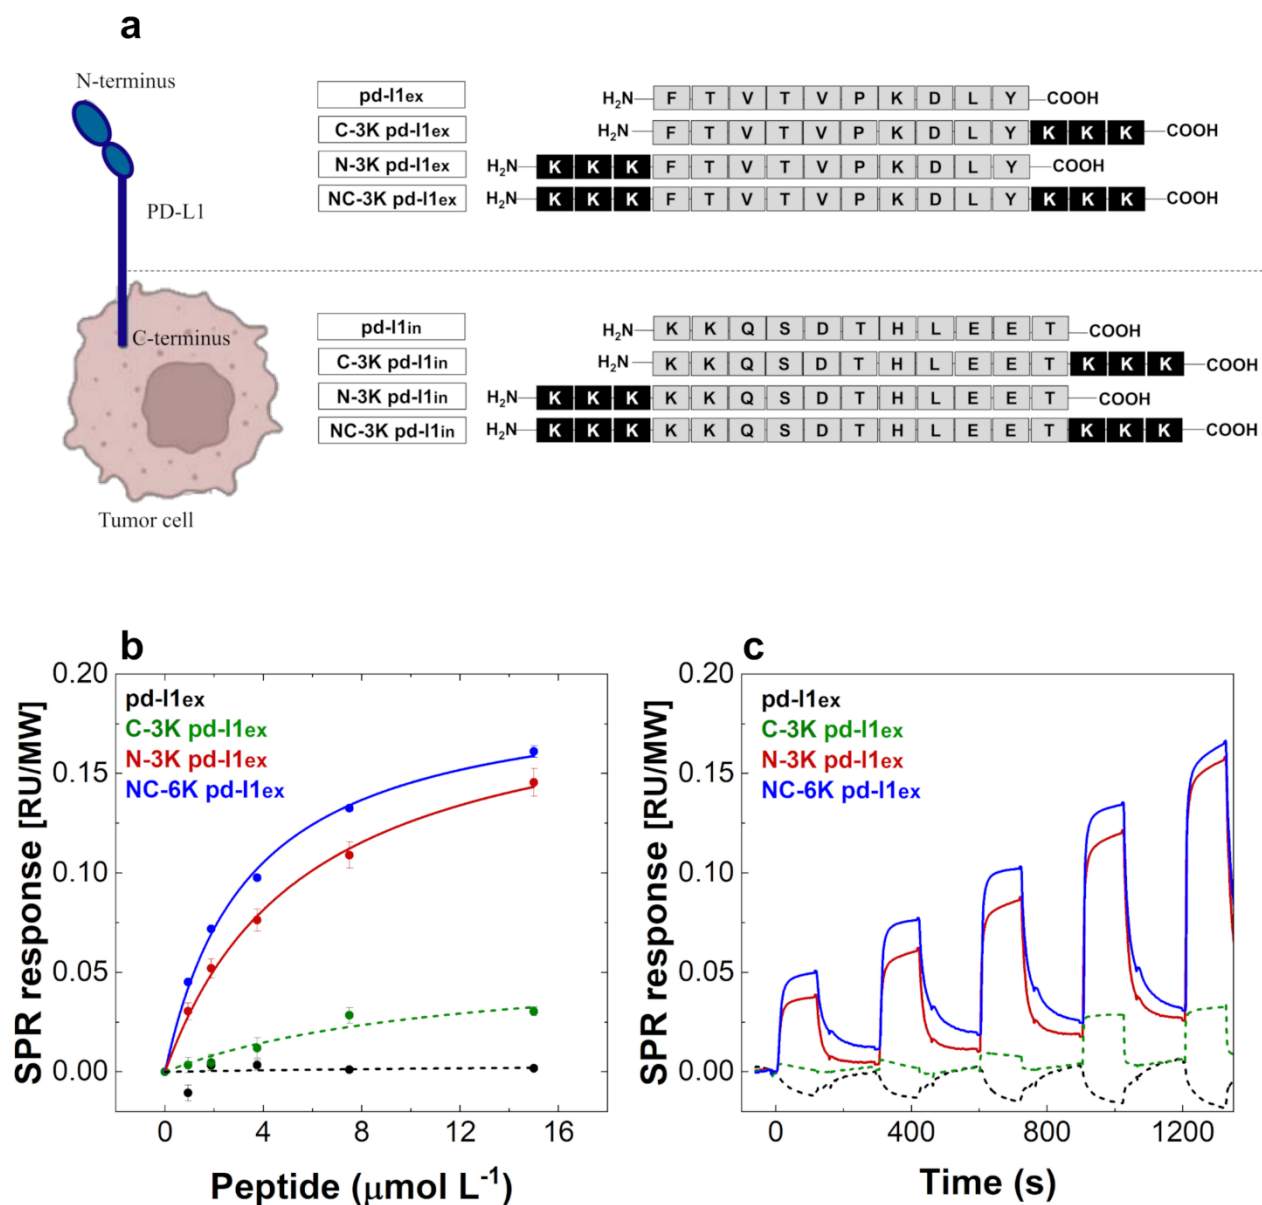 a
N-terminus
PD-L1
C-terminus
Tumor cell
pd-l1ex
H₂N F T V T V P K D L Y COOH
C-3K pd-l1ex
H₂N F T V T V P K D L Y K K K COOH
N-3K pd-l1ex
H₂N K K K F T V T V P K D L Y COOH
NC-3K pd-l1ex
H₂N K K K F T V T V P K D L Y K K K COOH
pd-l1in
H₂N K K Q S D T H L E E T COOH
C-3K pd-l1in
H₂N K K Q S D T H L E E T K K K COOH
N-3K pd-l1in
H₂N K K K K K Q S D T H L E E T COOH
NC-3K pd-l1in
H₂N K K K K K Q S D T H L E E T K K K COOH
b
SPR response [RU/MW]
0.20
0.15
0.10
0.05
0.00
pd-l1ex
C-3K pd-l1ex
N-3K pd-l1ex
NC-6K pd-l1ex
0 4 8 12 16
Peptide (μmol L⁻¹)
c
SPR response [RU/MW]
0.20
0.15
0.10
0.05
0.00
pd-l1ex
C-3K pd-l1ex
N-3K pd-l1ex
NC-6K pd-l1ex
0 400 800 1200
Time (s)